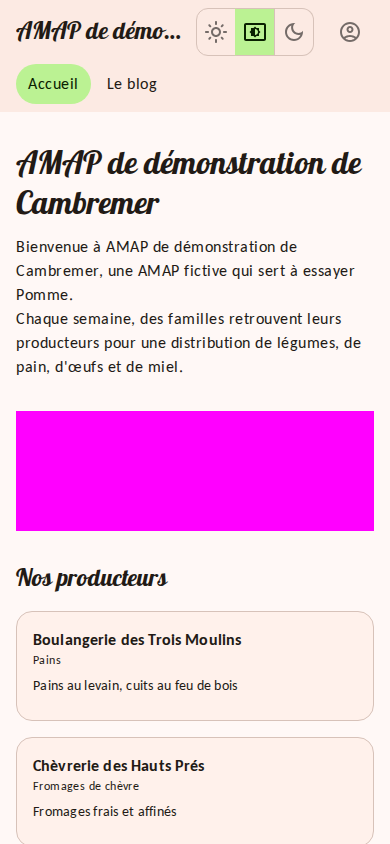 AMAP de démo...
Accueil
Le blog
AMAP de démonstration de
Cambremer
Bienvenue à AMAP de démonstration de
Cambremer, une AMAP fictive qui sert à essayer
Pomme.
Chaque semaine, des familles retrouvent leurs
producteurs pour une distribution de légumes, de
pain, d'œufs et de miel.
Nos producteurs
Boulangerie des Trois Moulins
Pains
Pains au levain, cuits au feu de bois
Chèvrerie des Hauts Prés
Fromages de chèvre
Fromages frais et affinés